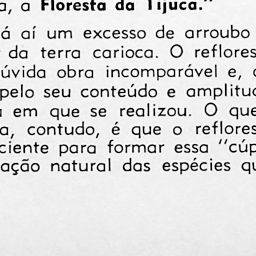 a, a Floresta da Tijuca."
á aí um excesso de arroubo
da terra carioca. O reflores
úvida obra incomparável e,
pelo seu conteúdo e amplitu
em que se realizou. O que
a, contudo, é que o reflores
ciente para formar essa "cúp
ação natural das espécies qu